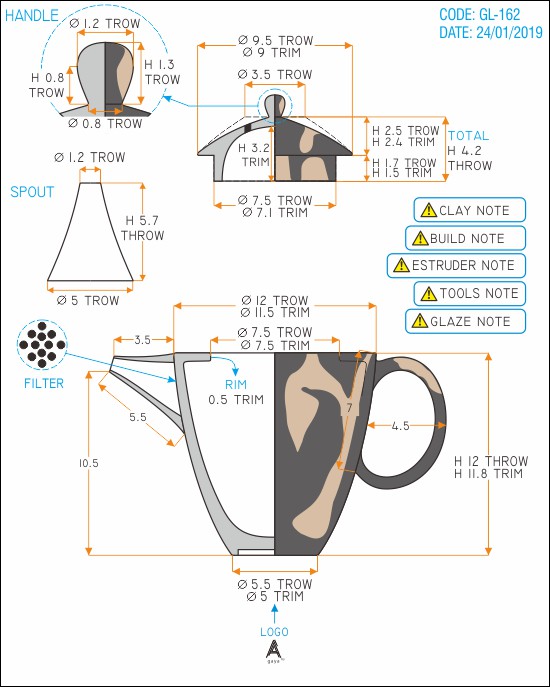 HANDLE
Ø 1.2 TROW
H 0.8
TROW
H 1.3
TROW
Ø 0.8 TROW
CODE: GL-162
DATE: 24/01/2019
Ø 9.5 TROW
Ø 9 TRIM
Ø 3.5 TROW
H 3.2
TRIM
H 2.5 TROW
H 2.4 TRIM
H 1.7 TROW
H 1.5 TRIM
TOTAL
H 4.2
THROW
Ø 7.5 TROW
Ø 7.1 TRIM
SPOUT
Ø 1.2 TROW
H 5.7
THROW
Ø 5 TROW
CLAY NOTE
BUILD NOTE
ESTRUDER NOTE
TOOLS NOTE
GLAZE NOTE
Ø 12 TROW
Ø 11.5 TRIM
Ø 7.5 TROW
Ø 7.5 TRIM
3.5
FILTER
RIM
0.5 TRIM
5.5
7
4.5
10.5
H 12 THROW
H 11.8 TRIM
Ø 5.5 TROW
Ø 5 TRIM
LOGO
gaya